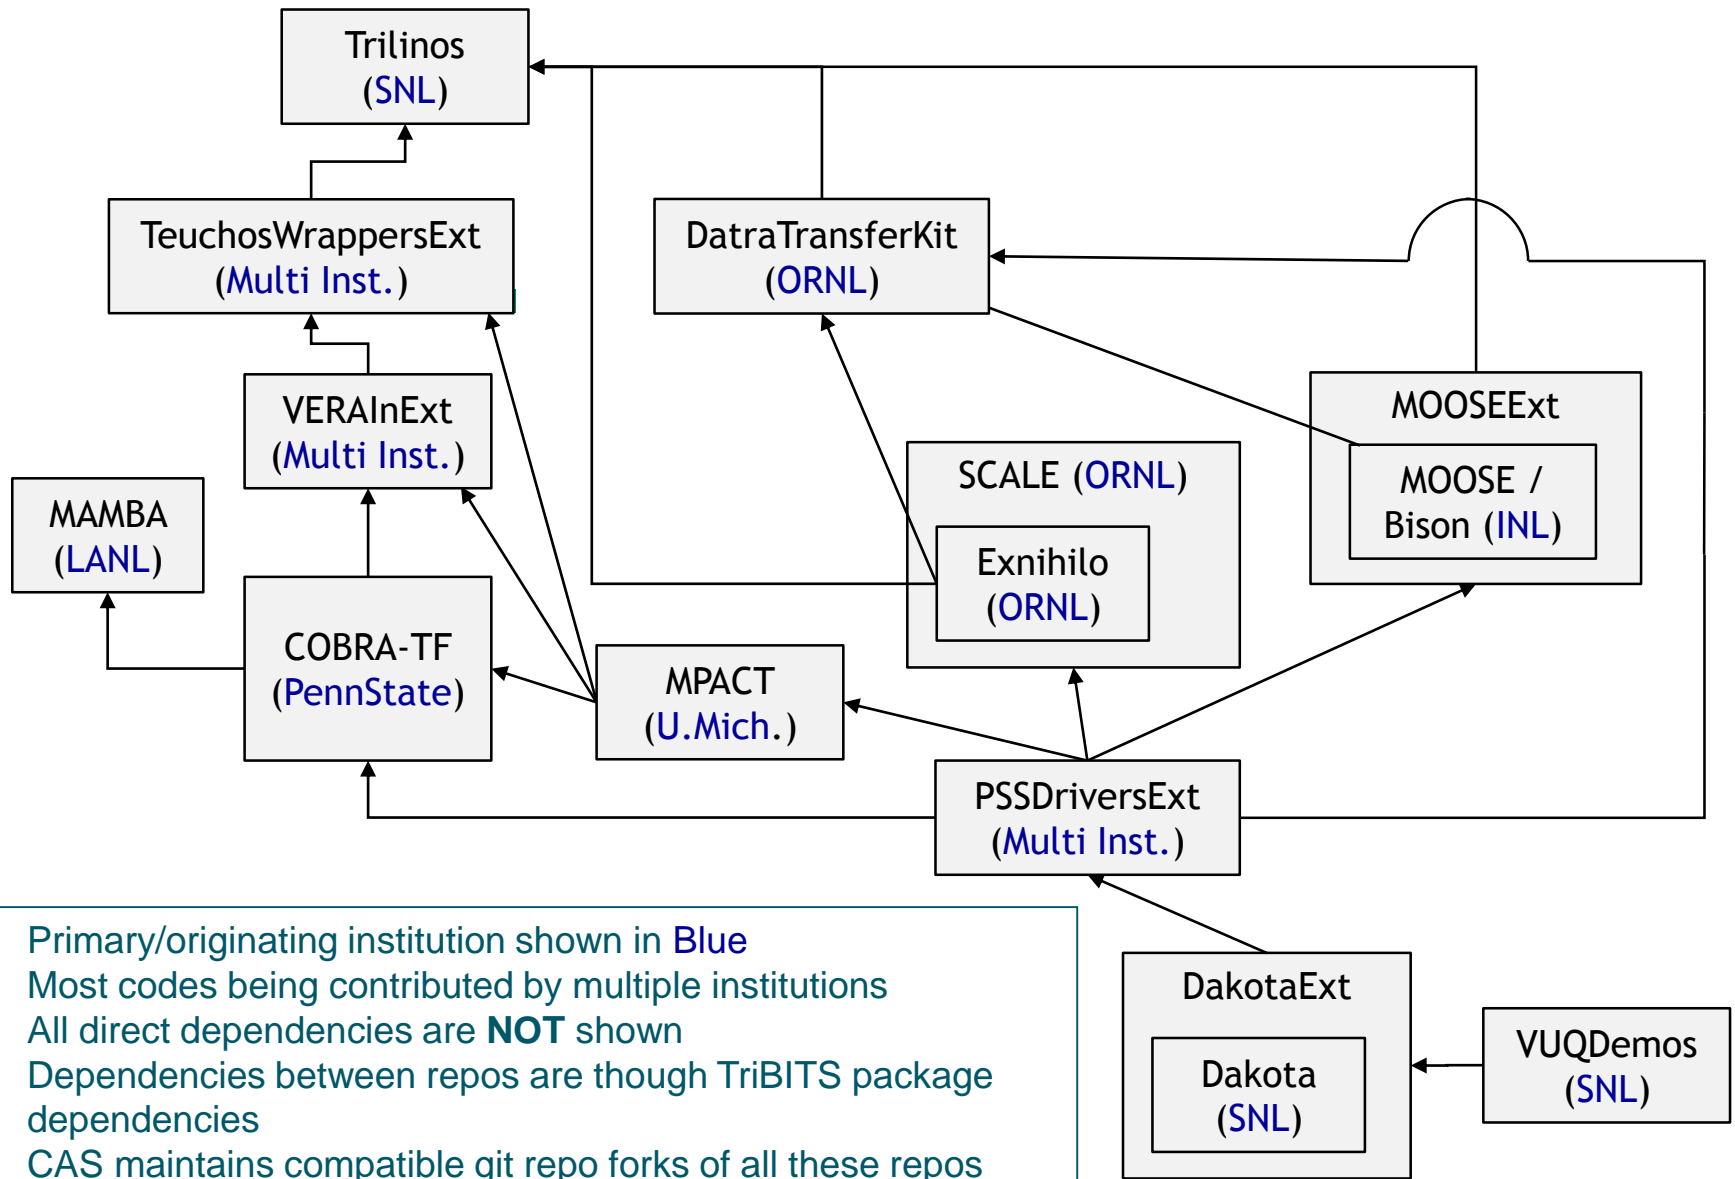 Trilinos
(SNL)
TeuchosWrappersExt
(Multi Inst.)
DatraTransferKit
(ORNL)
VERAInExt
(Multi Inst.)
MOOSEExt
MOOSE /
Bison (INL)
SCALE (ORNL)
Exnihilo
(ORNL)
MAMBA
(LANL)
COBRA-TF
(PennState)
MPACT
(U.Mich.)
PSSDriversExt
(Multi Inst.)
DakotaExt
Dakota
(SNL)
VUQDemos
(SNL)
Primary/originating institution shown in Blue
Most codes being contributed by multiple institutions
All direct dependencies are NOT shown
Dependencies between repos are though TriBITS package
dependencies
CAS maintains compatible git repo forks of all these repos